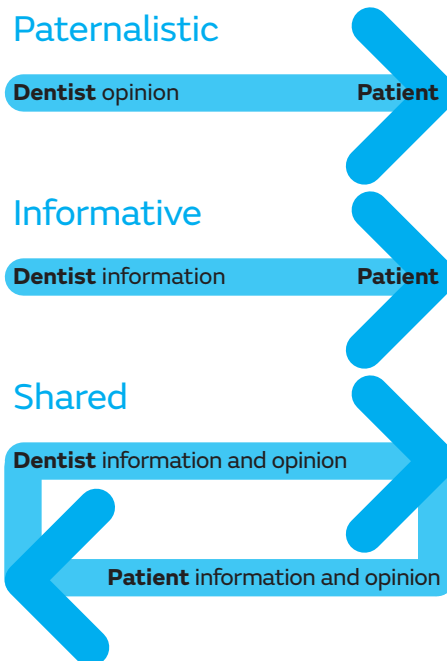 Paternalistic
Dentist opinion Patient
Informative
Dentist information Patient
Shared
Dentist information and opinion
Patient information and opinion